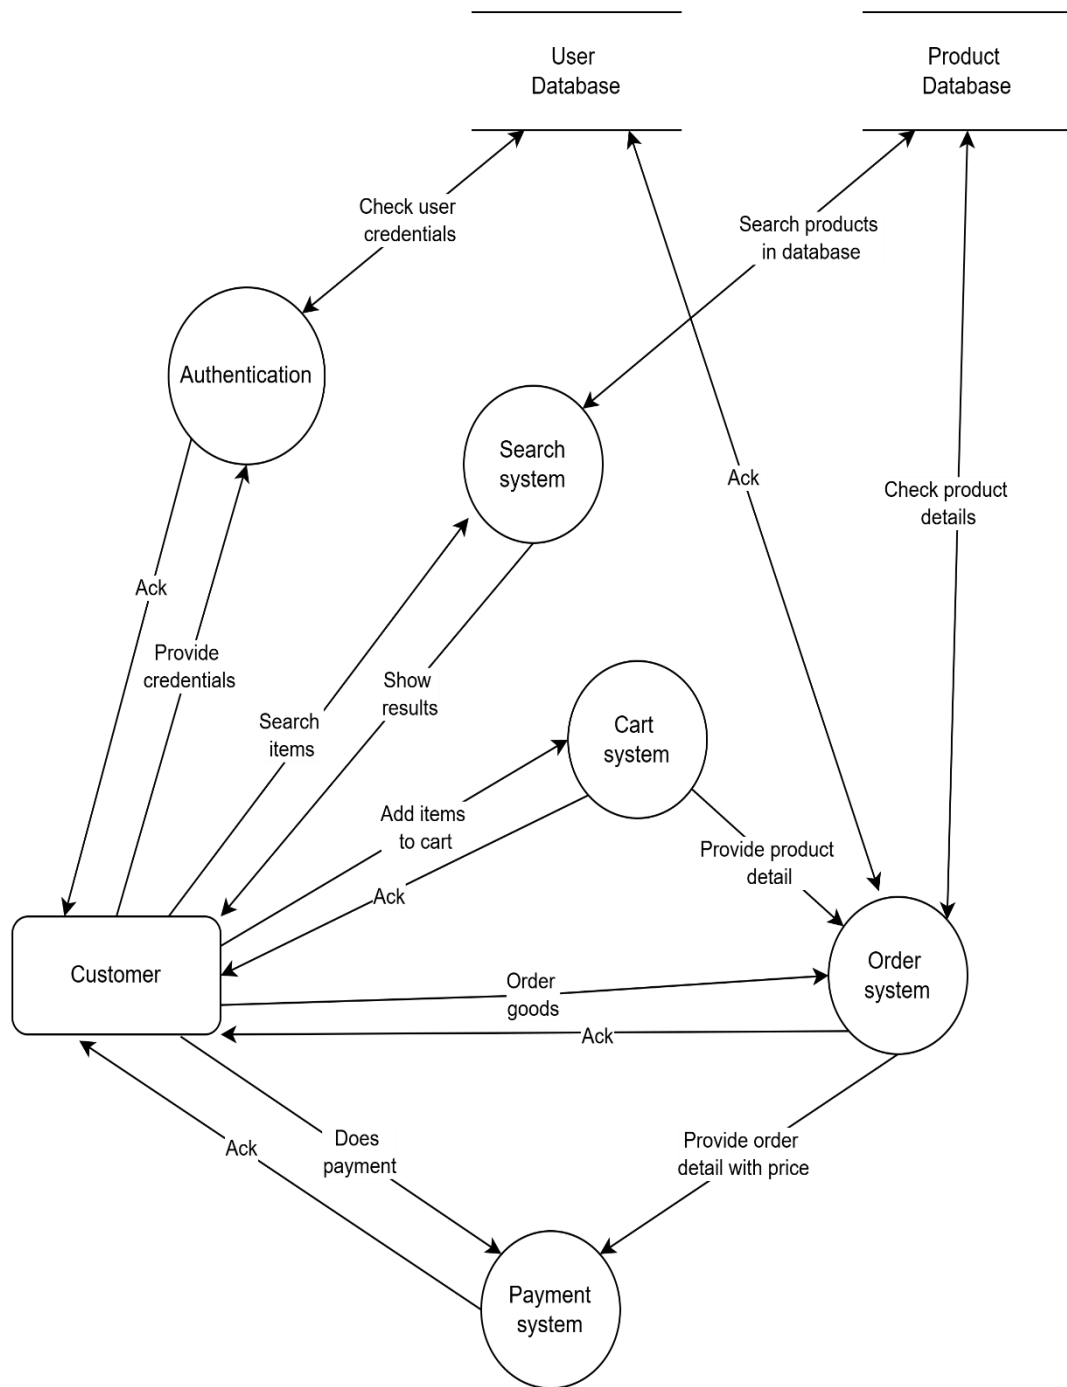 User
Database
Product
Database
Check user
credentials
Search products
in database
Authentication
Search
system
Ack
Check product
details
Ack
Provide
credentials
Show
results
Search
items
Cart
system
Add items
to cart
Provide product
detail
Ack
Customer
Order
system
Order
goods
Ack
Ack
Does
payment
Provide order
detail with price
Payment
system